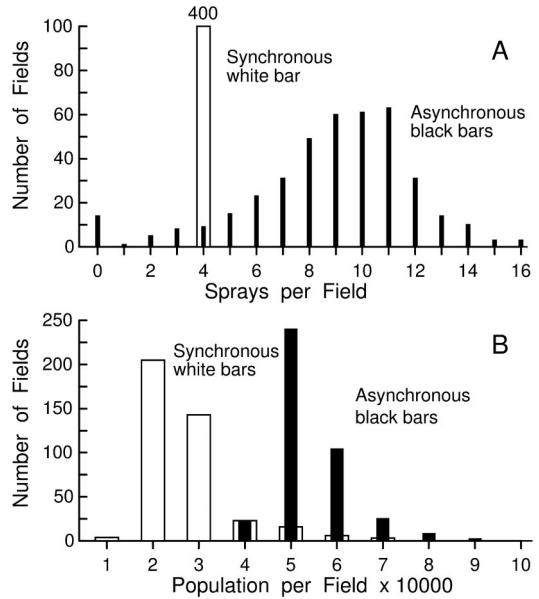 400
100
80
60
40
20
0
Number of Fields
A
Synchronous
white bar
Asynchronous
black bars
0 2 4 6 8 10 12 14 16
Sprays per Field
250
200
150
100
50
0
Number of Fields
B
Synchronous
white bars
Asynchronous
black bars
1 2 3 4 5 6 7 8 9 10
Population per Field x 10000